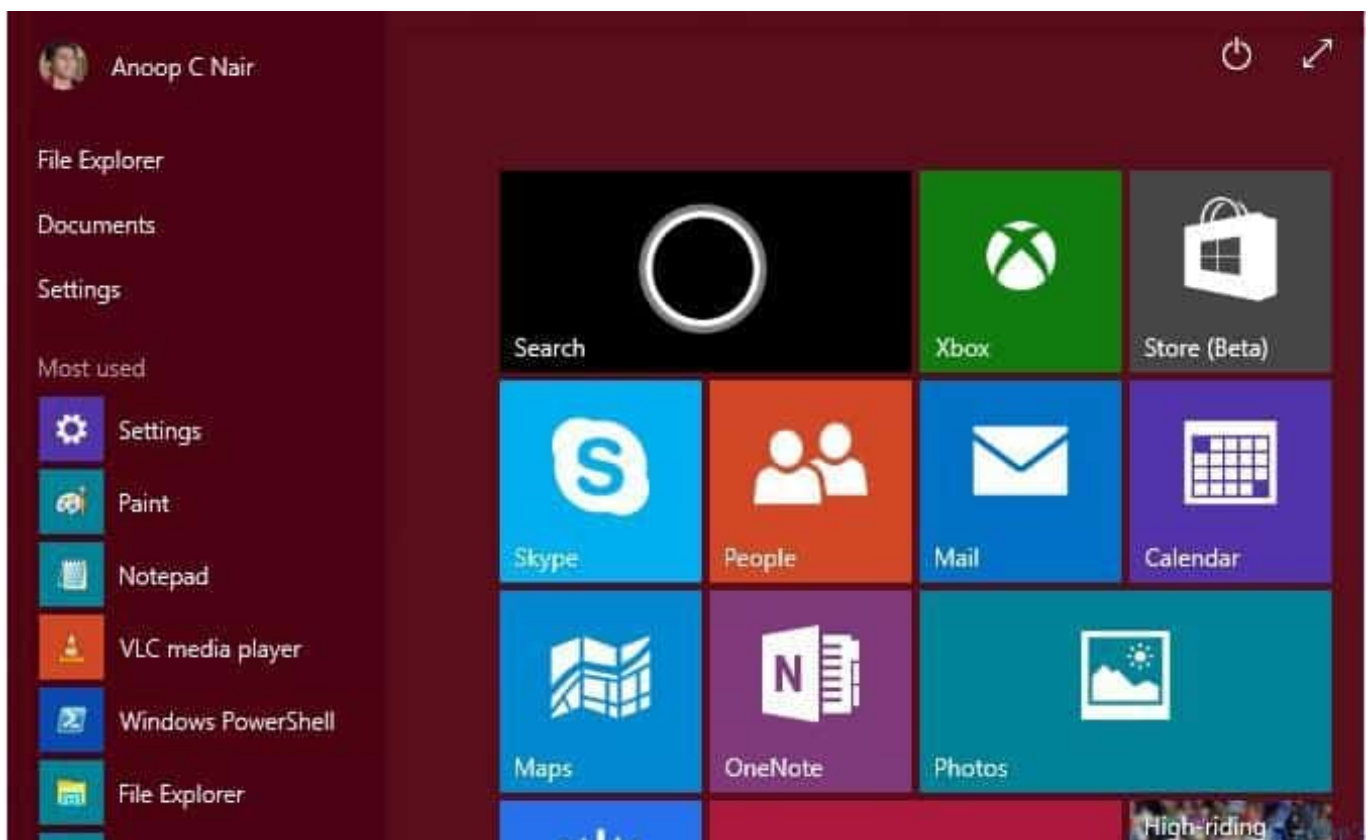 Anoop C Nair
File Explorer
Documents
Settings
Most used
Settings
Paint
Notepad
VLC media player
Windows PowerShell
File Explorer
Search
Xbox
Store (Beta)
S
Skype
People
Mail
Calendar
Maps
N
OneNote
Photos
High-riding